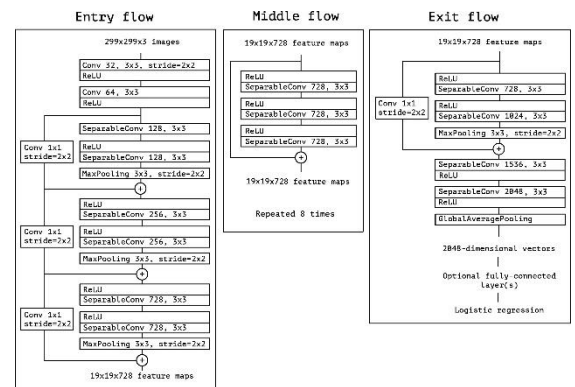 Entry flow
299x299x3 images
Conv 32, 3x3, stride=2x2
ReLU
Conv 64, 3x3
ReLU
Conv 1x1
stride=2x2
SeparableConv 128, 3x3
ReLU
SeparableConv 128, 3x3
MaxPooling 3x3, stride=2x2
+
Conv 1x1
stride=2x2
ReLU
SeparableConv 256, 3x3
ReLU
SeparableConv 256, 3x3
MaxPooling 3x3, stride=2x2
+
Conv 1x1
stride=2x2
ReLU
SeparableConv 728, 3x3
ReLU
SeparableConv 728, 3x3
MaxPooling 3x3, stride=2x2
+
19x19x728 feature maps
Middle flow
19x19x728 feature maps
ReLU
SeparableConv 728, 3x3
ReLU
SeparableConv 728, 3x3
ReLU
SeparableConv 728, 3x3
+
19x19x728 feature maps
Repeated 8 times
Exit flow
19x19x728 feature maps
Conv 1x1
stride=2x2
ReLU
SeparableConv 728, 3x3
ReLU
SeparableConv 1024, 3x3
MaxPooling 3x3, stride=2x2
+
SeparableConv 1536, 3x3
ReLU
SeparableConv 2048, 3x3
ReLU
GlobalAveragePooling
2048-dimensional vectors
Optional fully-connected
layer(s)
Logistic regression